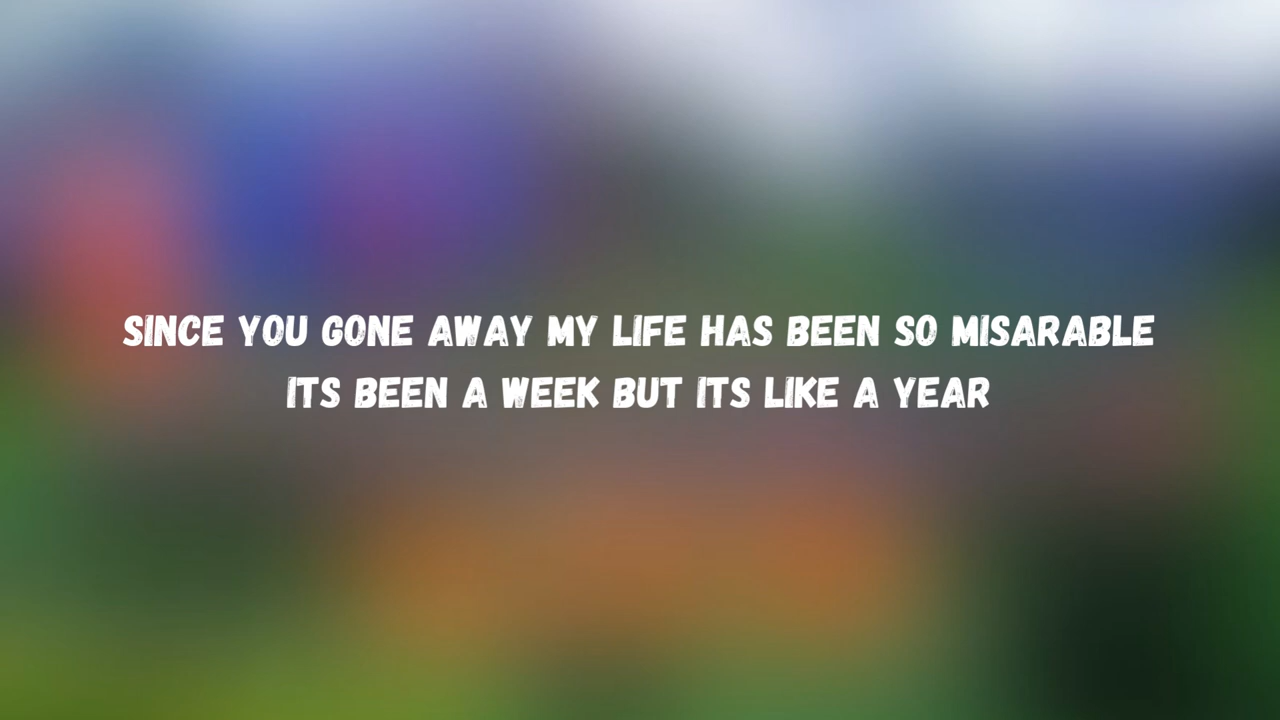 SINCE YOU GONE AWAY MY LIFE HAS BEEN SO MISARABLE
ITS BEEN A WEEK BUT ITS LIKE A YEAR